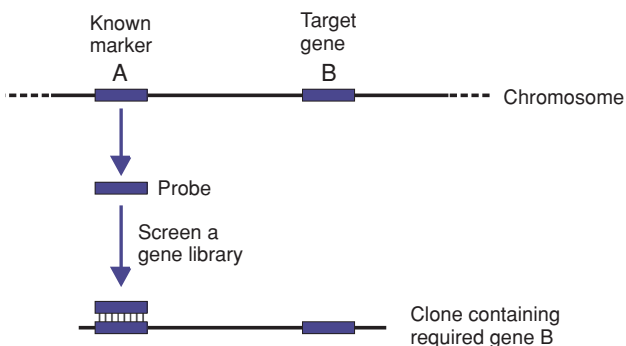 Known
marker
A
Target
gene
B
Chromosome
Probe
Screen a
gene library
Clone containing
required gene B